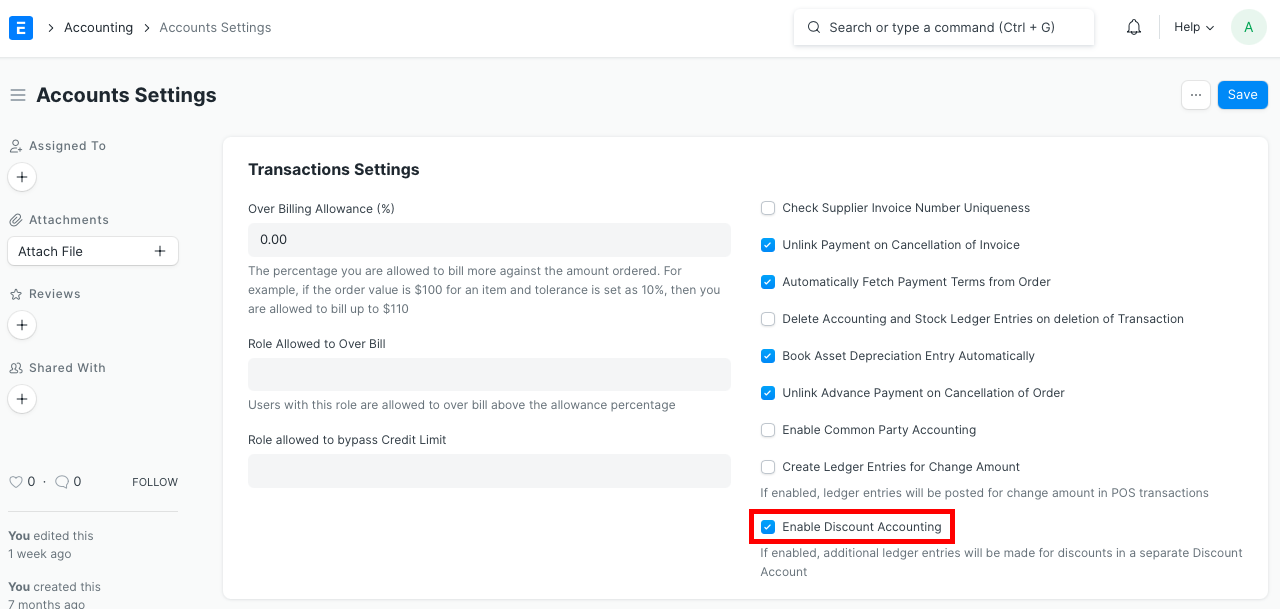 E
Accounting
Accounts Settings
Search or type a command (Ctrl + G)
Help
A
Accounts Settings
...
Save
Assigned To
+
Attachments
Attach File +
Reviews
+
Shared With
+
0 · 0 FOLLOW
You edited this
1 week ago
You created this
7 months ago
Transactions Settings
Over Billing Allowance (%)
0.00
The percentage you are allowed to bill more against the amount ordered. For
example, if the order value is $100 for an item and tolerance is set as 10%, then you
are allowed to bill up to $110
Role Allowed to Over Bill
Users with this role are allowed to over bill above the allowance percentage
Role allowed to bypass Credit Limit
Check Supplier Invoice Number Uniqueness
Unlink Payment on Cancellation of Invoice
Automatically Fetch Payment Terms from Order
Delete Accounting and Stock Ledger Entries on deletion of Transaction
Book Asset Depreciation Entry Automatically
Unlink Advance Payment on Cancellation of Order
Enable Common Party Accounting
Create Ledger Entries for Change Amount
If enabled, ledger entries will be posted for change amount in POS transactions
Enable Discount Accounting
If enabled, additional ledger entries will be made for discounts in a separate Discount
Account